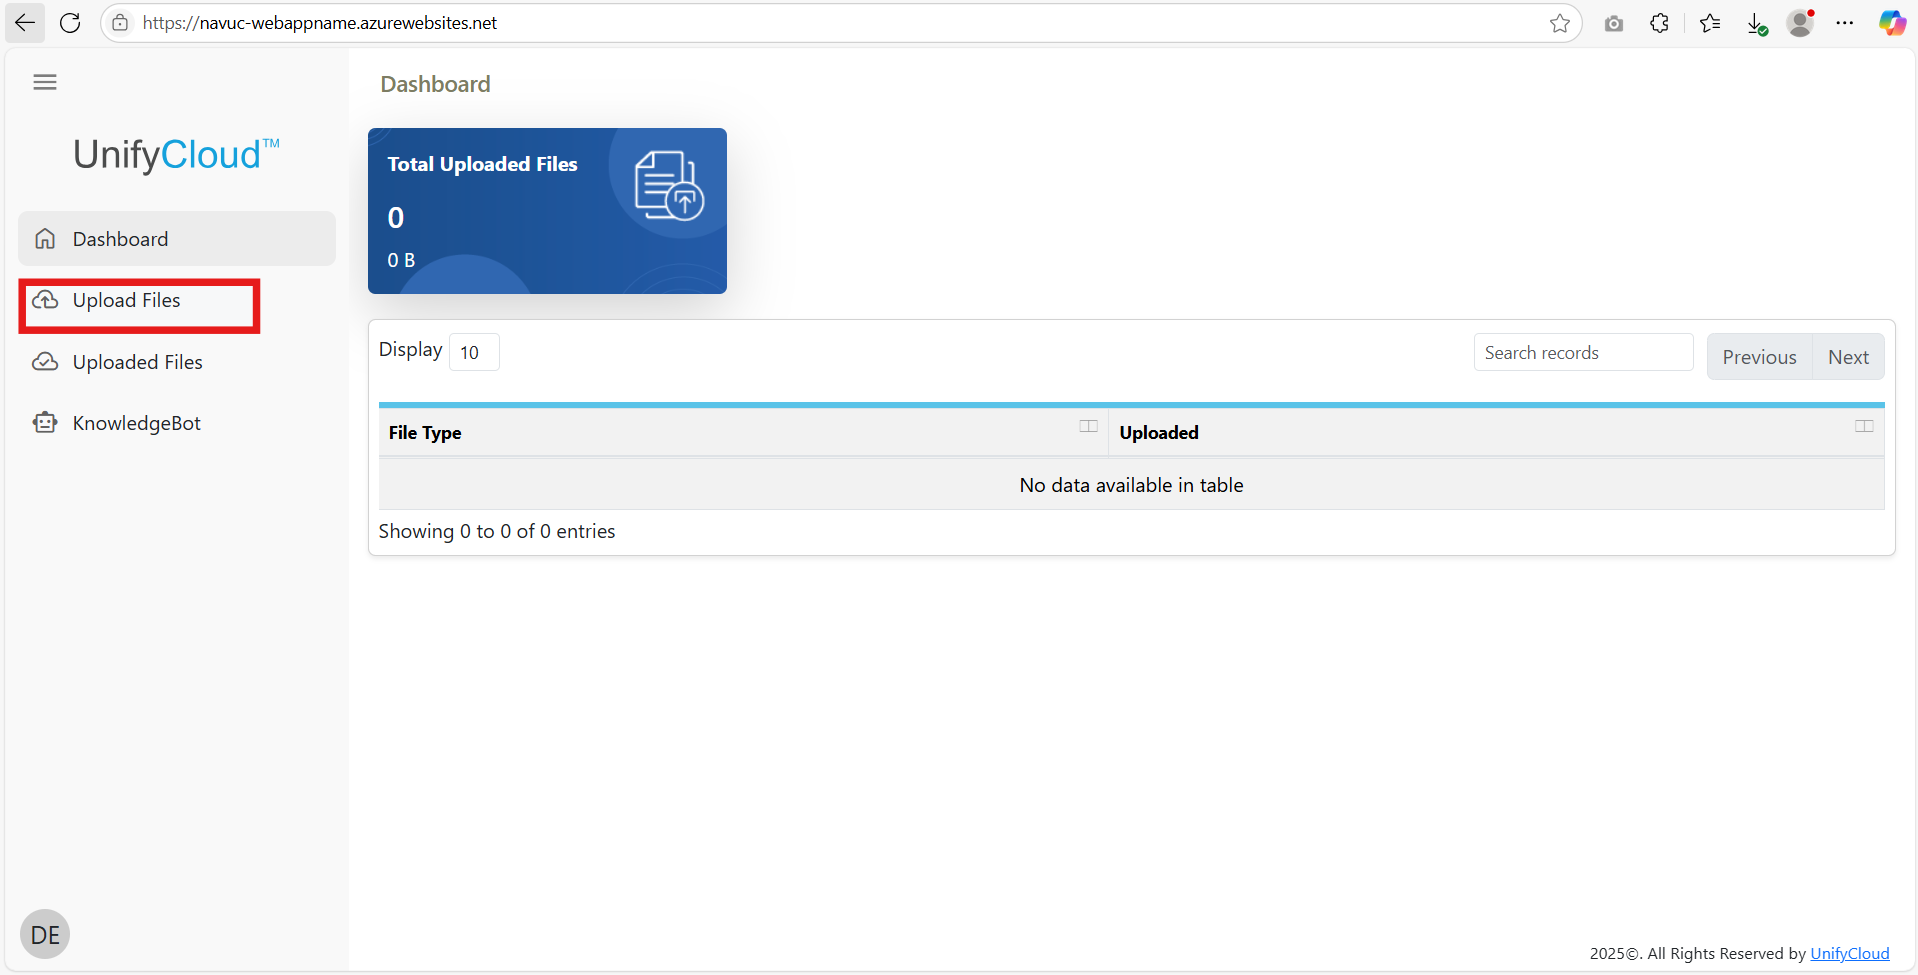 https://navuc-webappname.azurewebsites.net
UnifyCloud™
Dashboard
Upload Files
Uploaded Files
KnowledgeBot
DE
Dashboard
Total Uploaded Files
0
0 B
Display 10
Search records
Previous Next
File Type Uploaded
No data available in table
Showing 0 to 0 of 0 entries
2025©. All Rights Reserved by UnifyCloud